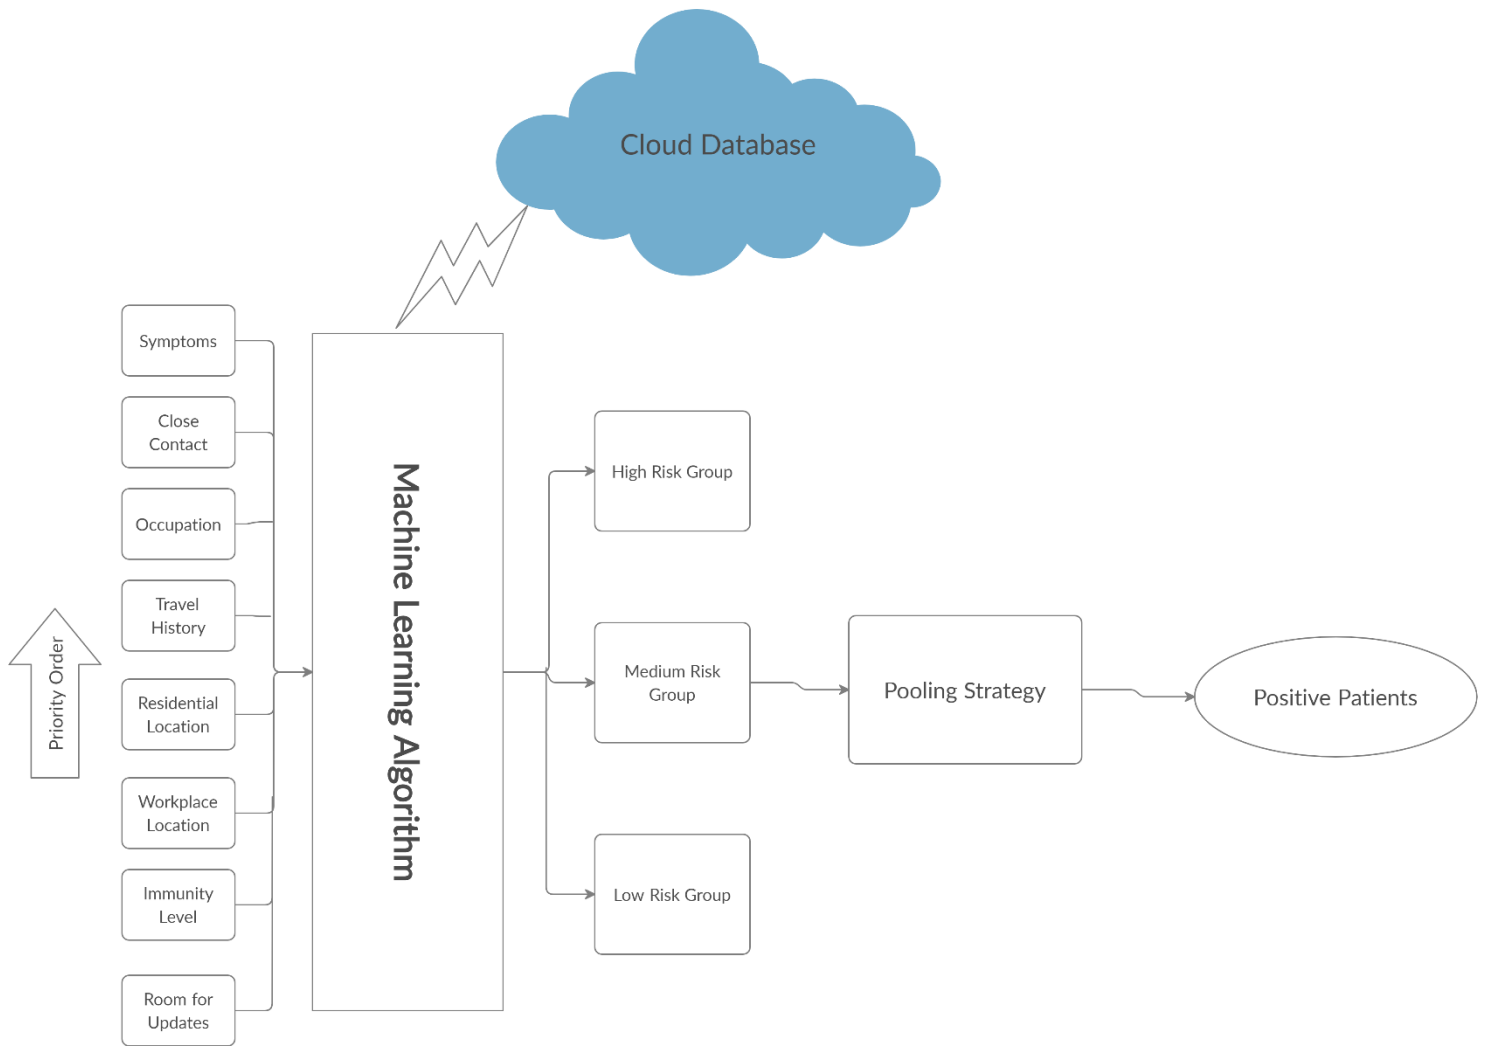 Cloud Database
Symptoms
Close
Contact
Occupation
Travel
History
Residential
Location
Workplace
Location
Immunity
Level
Room for
Updates
Priority Order
Machine Learning Algorithm
High Risk Group
Medium Risk
Group
Low Risk Group
Pooling Strategy
Positive Patients